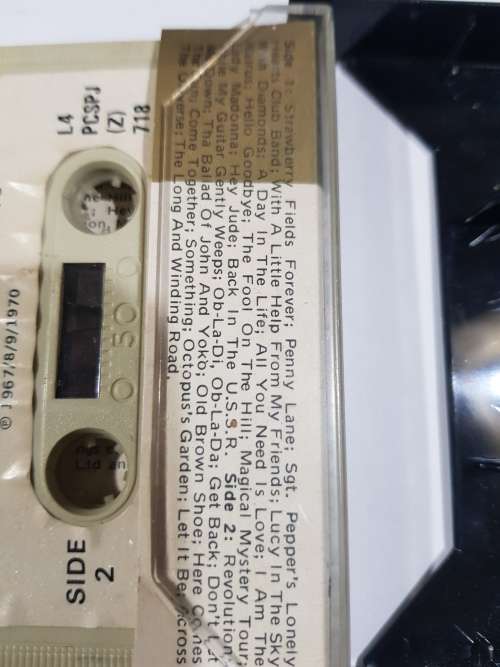 Side 1: Strawberry Fields Forever; Penny Lane; Sgt. Pepper's Lonely
Hearts Club Band; With A Little Help From My Friends; Lucy In The Sky
With Diamonds; A Day In The Life; All You Need Is Love; I Am The
Walrus; Hello Goodbye; The Fool On The Hill; Magical Mystery Tour;
Lady Madonna; Hey Jude; Back In The U.S.S.R. Side 2: Revolution;
While My Guitar Gently Weeps; Ob-La-Di, Ob-La-Da; Get Back; Don't Let
Me Down; Tha Ballad Of John And Yoko; Old Brown Shoe; Here Comes
The Sun; Come Together; Something; Octopus's Garden; Let It Be; Across
The Universe; The Long And Winding Road.
L4
PCSPJ
(Z)
718
50
0
SIDE
2
1967/8/9/1970
℗
Ltd